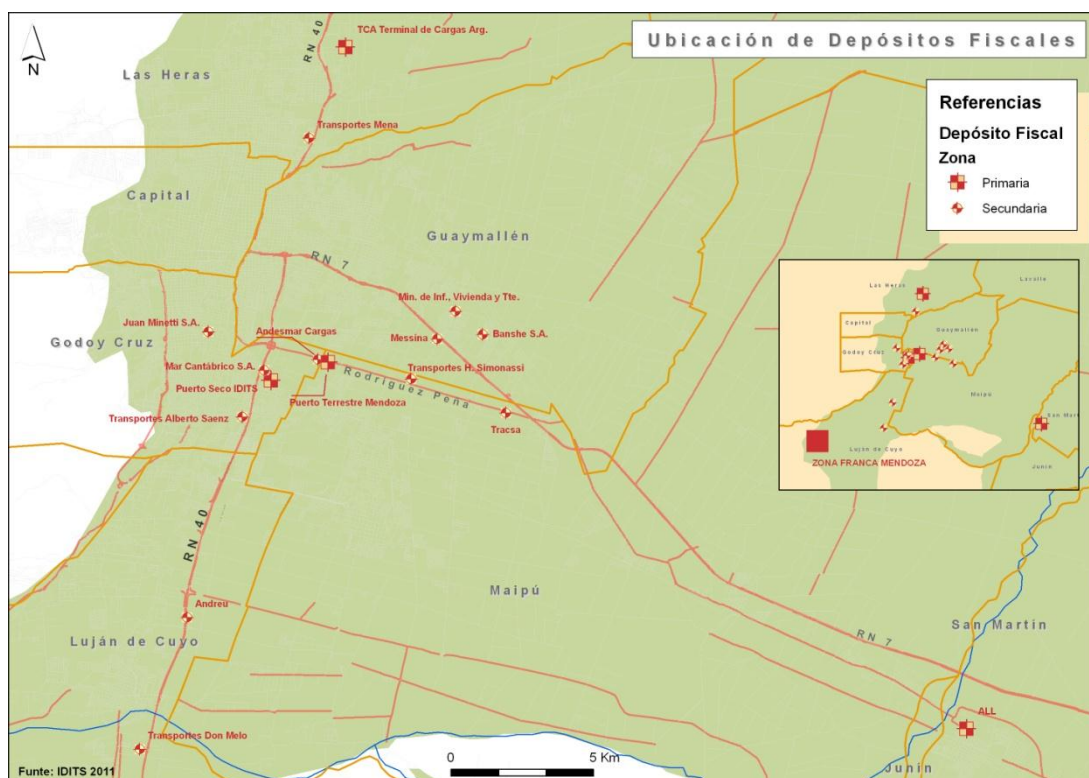 Ubicación de Depósitos Fiscales
N
RN 40
TCA Terminal de Cargas Arg.
Las Heras
Transportes Mena
Capital
Guaymallén
RN 7
Min. de Inf., Vivienda y Tte.
Juan Minetti S.A.
Andesmar Cargas
Messina
Banshe S.A.
Godoy Cruz
Mar Cantábrico S.A.
Transportes H. Simonassi
Puerto Seco IDITS
Rodríguez Peña
Puerto Terrestre Mendoza
Transportes Alberto Saenz
Tracsa
RN 40
Maipú
Andreu
Luján de Cuyo
San Martín
RN 7
ALL
Transportes Don Melo
Junín
0 5 Km
Funte: IDITS 2011
Referencias
Depósito Fiscal
Zona
Primaria
Secundaria
Las Heras
Lavalle
Capital
Guaymallén
Godoy Cruz
Maipú
San Mart
Luján de Cuyo
Junín
ZONA FRANCA MENDOZA